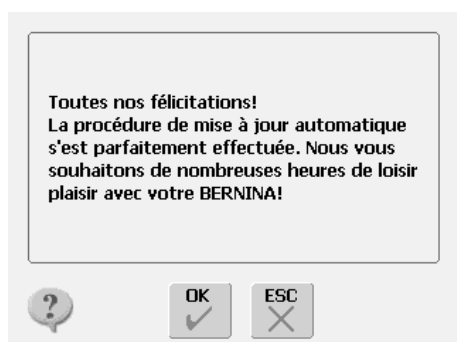 Toutes nos félicitations!
La procédure de mise à jour automatique
s'est parfaitement effectuée. Nous vous
souhaitons de nombreuses heures de loisir
plaisir avec votre BERNINA!
?
OK
ESC